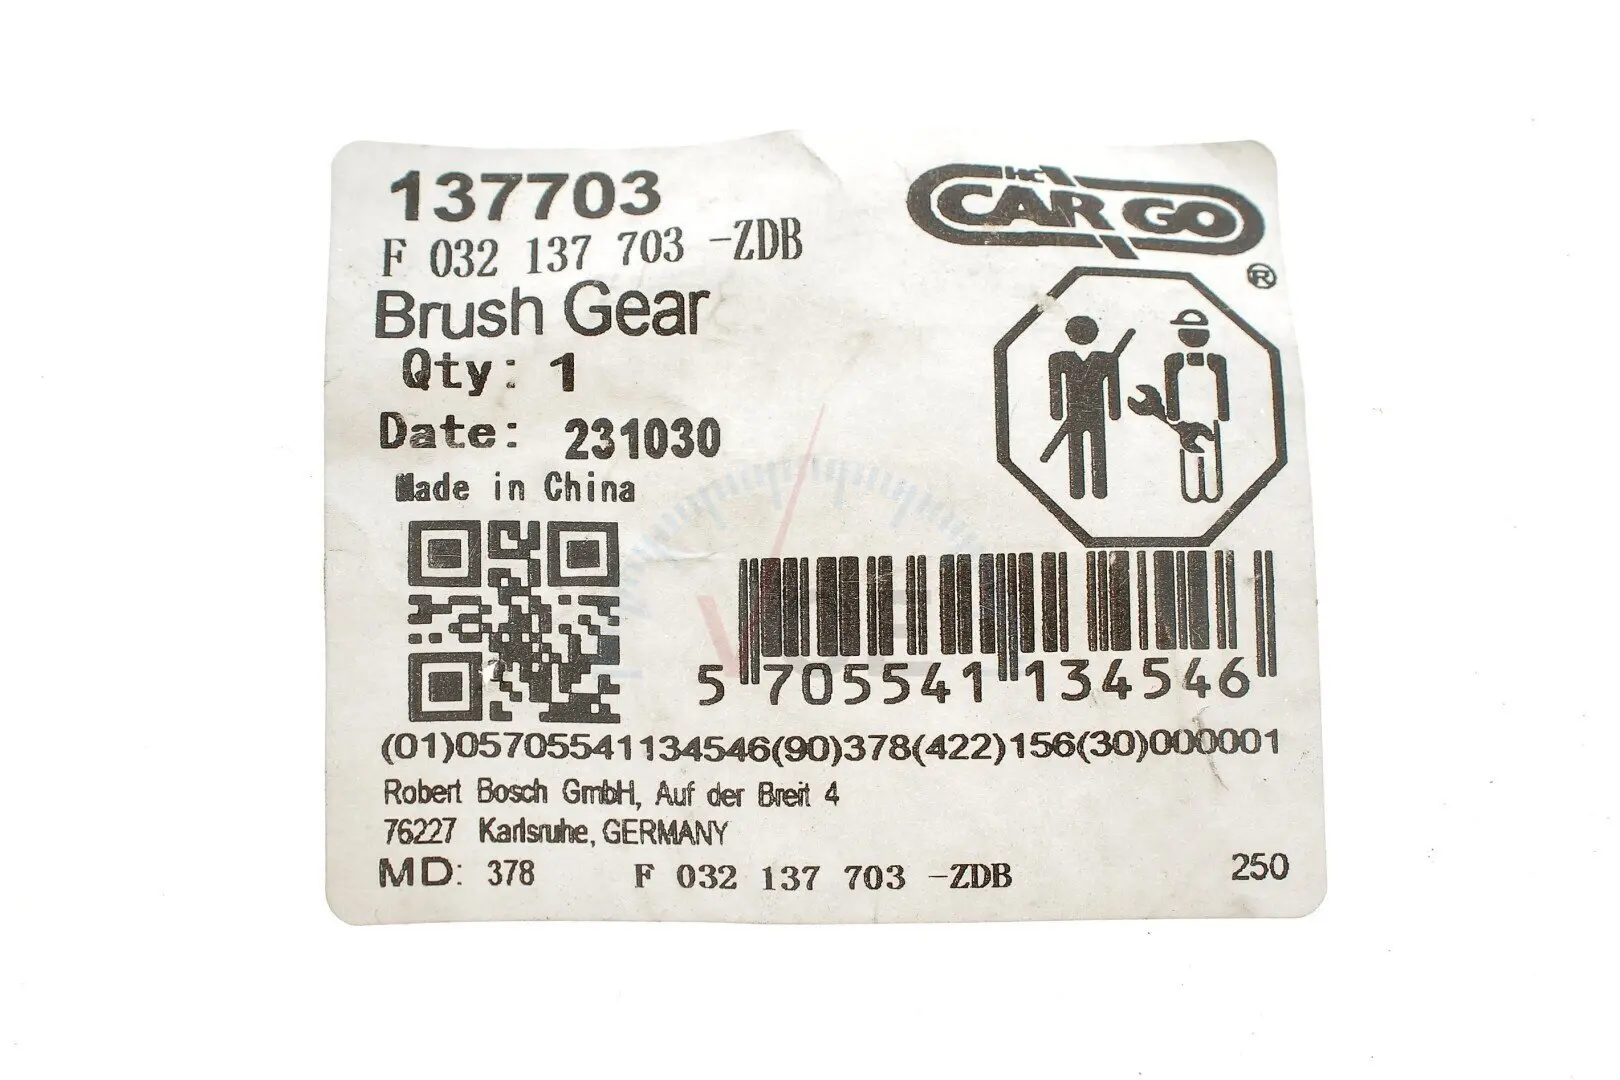 137703
HC
CARGO
®
F 032 137 703 -ZDB
Brush Gear
Qty: 1
Date: 231030
Made in China
5 705541 134546
(01)05705541134546(90)378(422)156(30)000001
Robert Bosch GmbH, Auf der Breit 4
76227 Karlsruhe, GERMANY
MD: 378 F 032 137 703 -ZDB 250